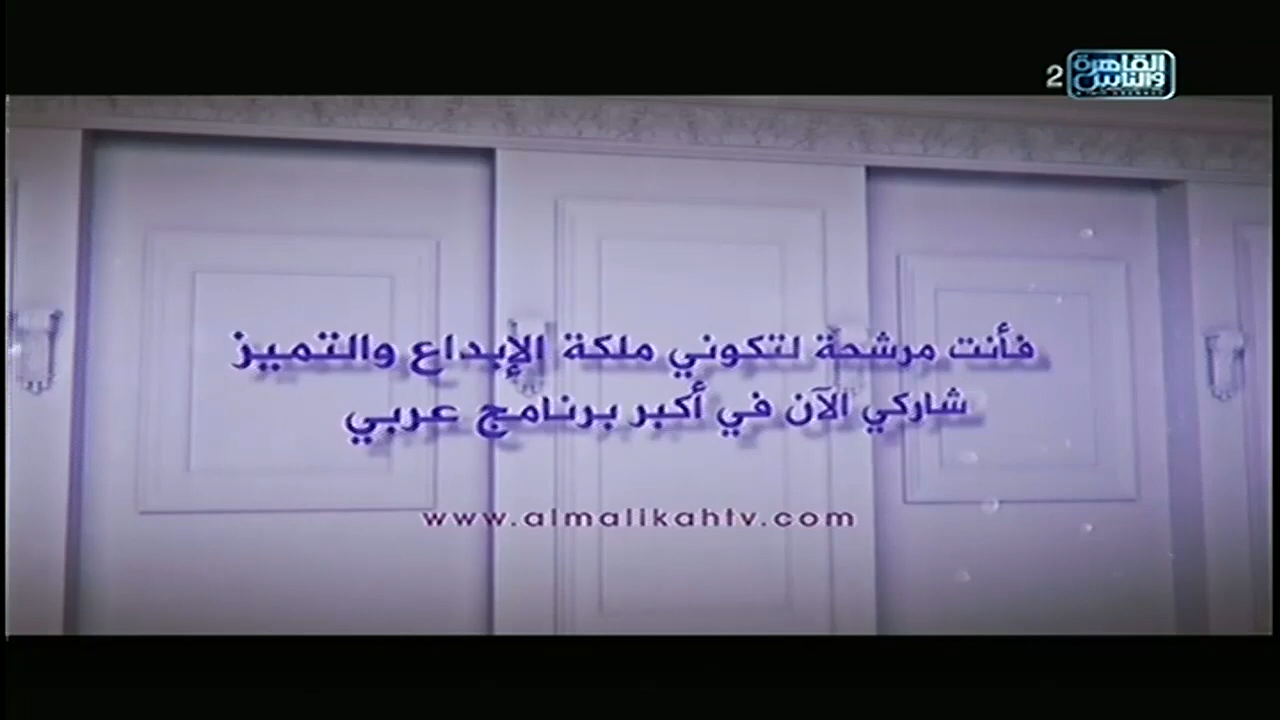 القاهرة
والناس
2
فأنت مرشحة لتكوني ملكة الإبداع والتميز
شاركي الآن في أكبر برنامج عربي
www.almalikahtv.com